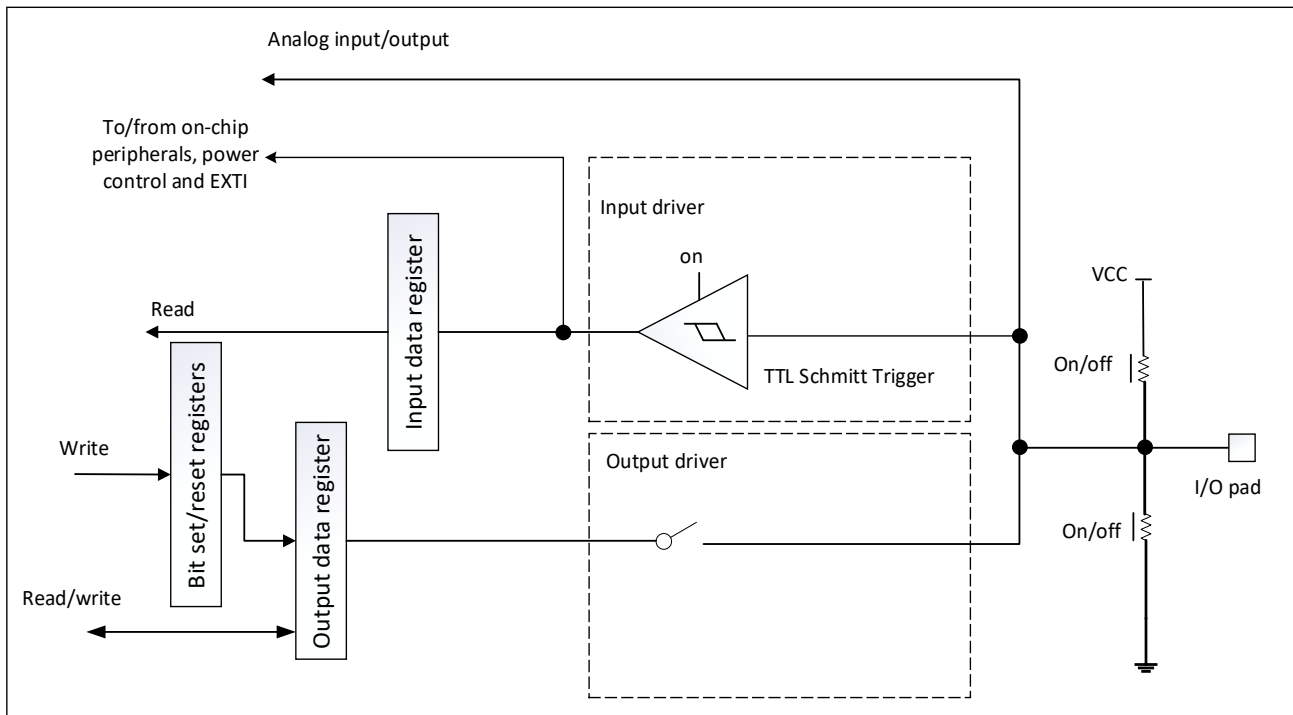 Analog input/output
To/from on-chip
peripherals, power
control and EXTI
Input driver
on
VCC
Read
Input data register
TTL Schmitt Trigger
On/off
Bit set/reset registers
Write
Output data register
Output driver
I/O pad
On/off
Read/write